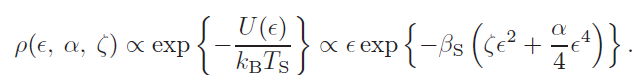 ρ(ϵ, α, ζ) ∝ exp { − U(ϵ) / k_B T_S } ∝ ϵ exp { −β_S ( ζϵ² + α/4 ϵ⁴ ) } .